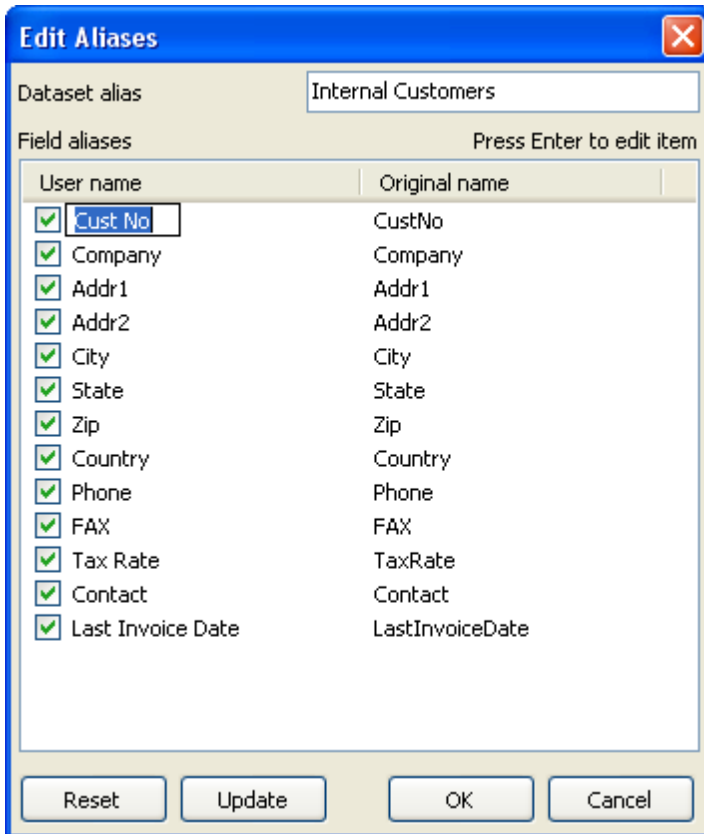 Edit Aliases
Dataset alias Internal Customers
Field aliases Press Enter to edit item
User name Original name
Cust No CustNo
Company Company
Addr1 Addr1
Addr2 Addr2
City City
State State
Zip Zip
Country Country
Phone Phone
FAX FAX
Tax Rate TaxRate
Contact Contact
Last Invoice Date LastInvoiceDate
Reset Update OK Cancel